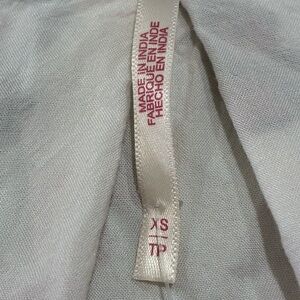 MADE IN INDIA
FABRIQUÉ EN INDE
HECHO EN INDIA
XS
TP